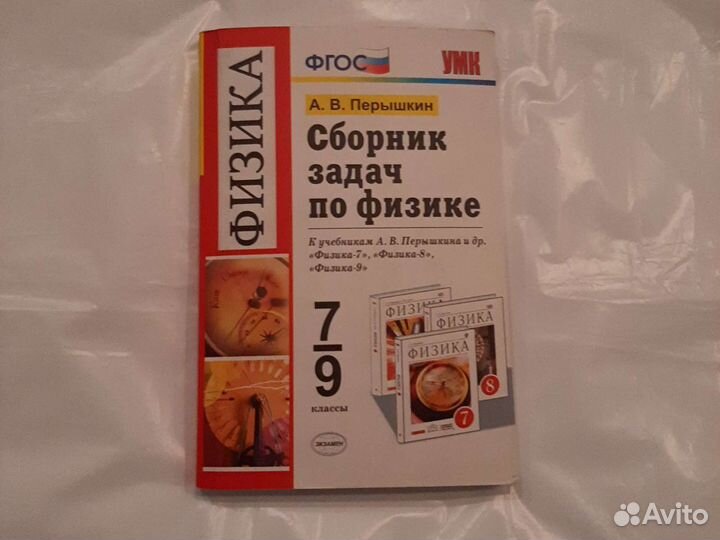 ФИЗИКА
ФГОС
УМК
А. В. Перышкин
Сборник
задач
по физике
К учебникам А. В. Перышкина и др.
«Физика-7», «Физика-8»,
«Физика-9»
7
9
классы
ФИЗИКА
ФИЗИКА
8
ФИЗИКА
7
ЭКЗАМЕН
Avito